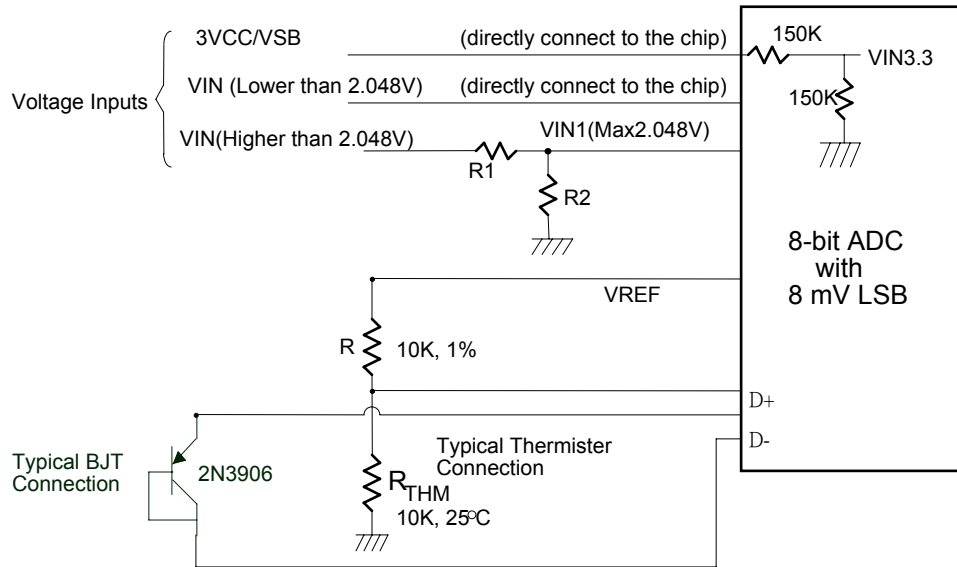 3VCC/VSB
(directly connect to the chip)
150K
VIN3.3
VIN (Lower than 2.048V)
(directly connect to the chip)
150K
Voltage Inputs
VIN(Higher than 2.048V)
VIN1(Max2.048V)
R1
R2
8-bit ADC
with
8 mV LSB
VREF
R
10K, 1%
D+
D-
Typical BJT
Connection
2N3906
Typical Thermister
Connection
RTHM
10K, 25°C